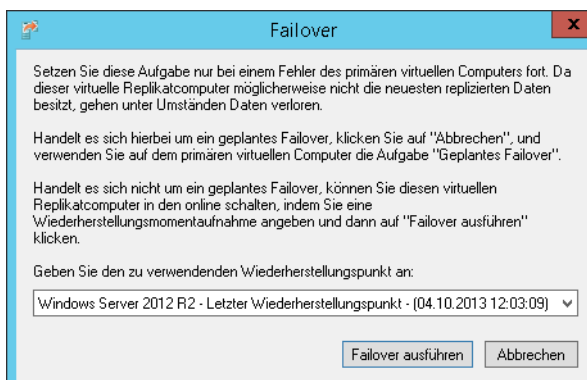 Failover
x
Setzen Sie diese Aufgabe nur bei einem Fehler des primären virtuellen Computers fort. Da
dieser virtuelle Replikatcomputer möglicherweise nicht die neuesten replizierten Daten
besitzt, gehen unter Umständen Daten verloren.
Handelt es sich hierbei um ein geplantes Failover, klicken Sie auf "Abbrechen", und
verwenden Sie auf dem primären virtuellen Computer die Aufgabe "Geplantes Failover".
Handelt es sich nicht um ein geplantes Failover, können Sie diesen virtuellen
Replikatcomputer in den online schalten, indem Sie eine
Wiederherstellungsmomentaufnahme angeben und dann auf "Failover ausführen"
klicken.
Geben Sie den zu verwendenden Wiederherstellungspunkt an:
Windows Server 2012 R2 - Letzter Wiederherstellungspunkt - (04.10.2013 12:03:09)
Failover ausführen Abbrechen